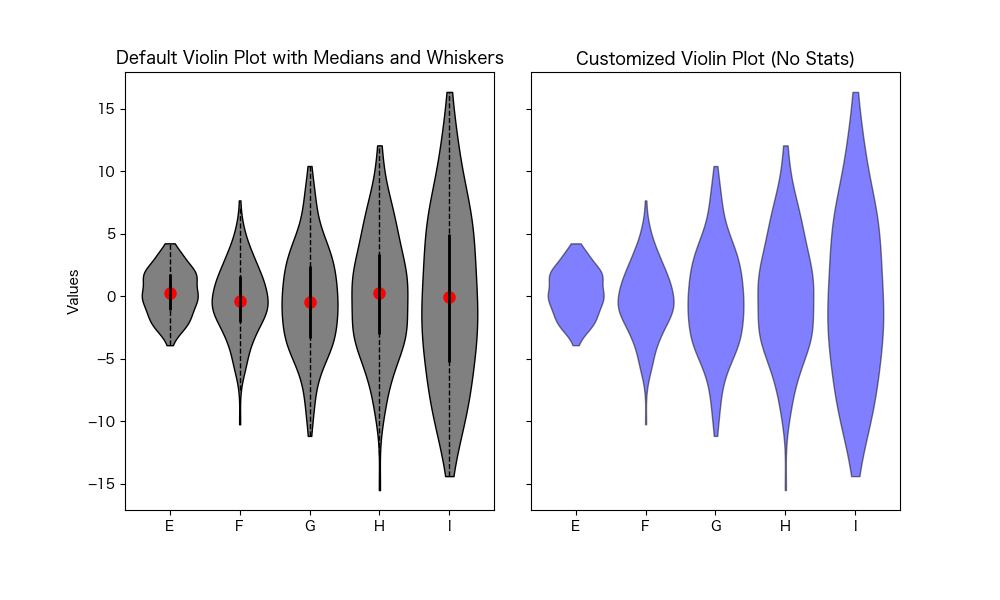 Default Violin Plot with Medians and Whiskers
Customized Violin Plot (No Stats)
Values
15
10
5
0
−5
−10
−15
E F G H I
E F G H I